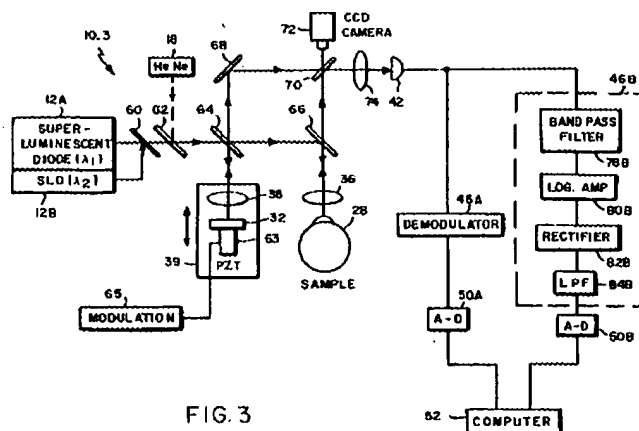 10.3
18
He Ne
68
72
CCD
CAMERA
70
74
42
46B
12A
60
62
64
66
SUPER-
LUMINESCENT
DIODE (λ1)
SLD (λ2)
12B
BAND PASS
FILTER
78B
LOG. AMP
80B
RECTIFIER
82B
LPF
84B
38
32
63
39
PZT
36
28
SAMPLE
DEMODULATOR
46A
65
MODULATION
50A
A-D
A-D
50B
FIG. 3
52
COMPUTER